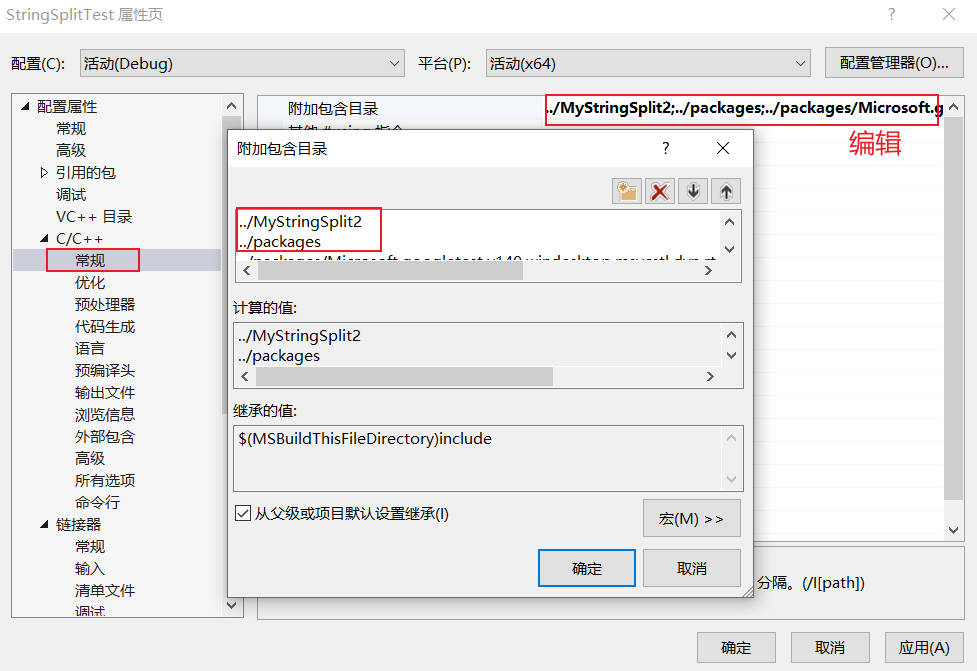 StringSplitTest 属性页
配置(C):
活动(Debug)
平台(P):
活动(x64)
配置管理器(O)...
配置属性
常规
高级
引用的包
调试
VC++ 目录
C/C++
常规
优化
预处理器
代码生成
语言
预编译头
输出文件
浏览信息
外部包含
高级
所有选项
命令行
链接器
常规
输入
清单文件
调试
附加包含目录
../MyStringSplit2;../packages;../packages/Microsoft.g
编辑
附加包含目录
../MyStringSplit2
../packages
计算的值:
../MyStringSplit2
../packages
继承的值:
$(MSBuildThisFileDirectory)include
从父级或项目默认设置继承(I)
宏(M) >>
确定
取消
分隔。(/I[path])
确定
取消
应用(A)